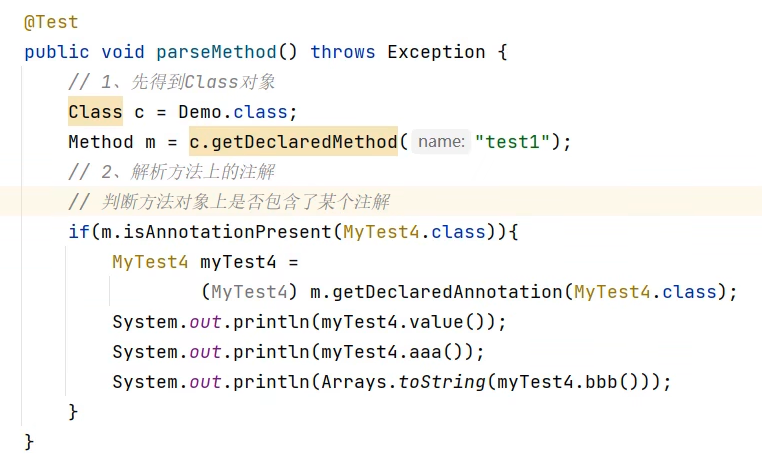 @Test
public void parseMethod() throws Exception {
// 1、先得到Class对象
Class c = Demo.class;
Method m = c.getDeclaredMethod( name: "test1");
// 2、解析方法上的注解
// 判断方法对象上是否包含了某个注解
if(m.isAnnotationPresent(MyTest4.class)){
MyTest4 myTest4 =
(MyTest4) m.getDeclaredAnnotation(MyTest4.class);
System.out.println(myTest4.value());
System.out.println(myTest4.aaa());
System.out.println(Arrays.toString(myTest4.bbb()));
}
}